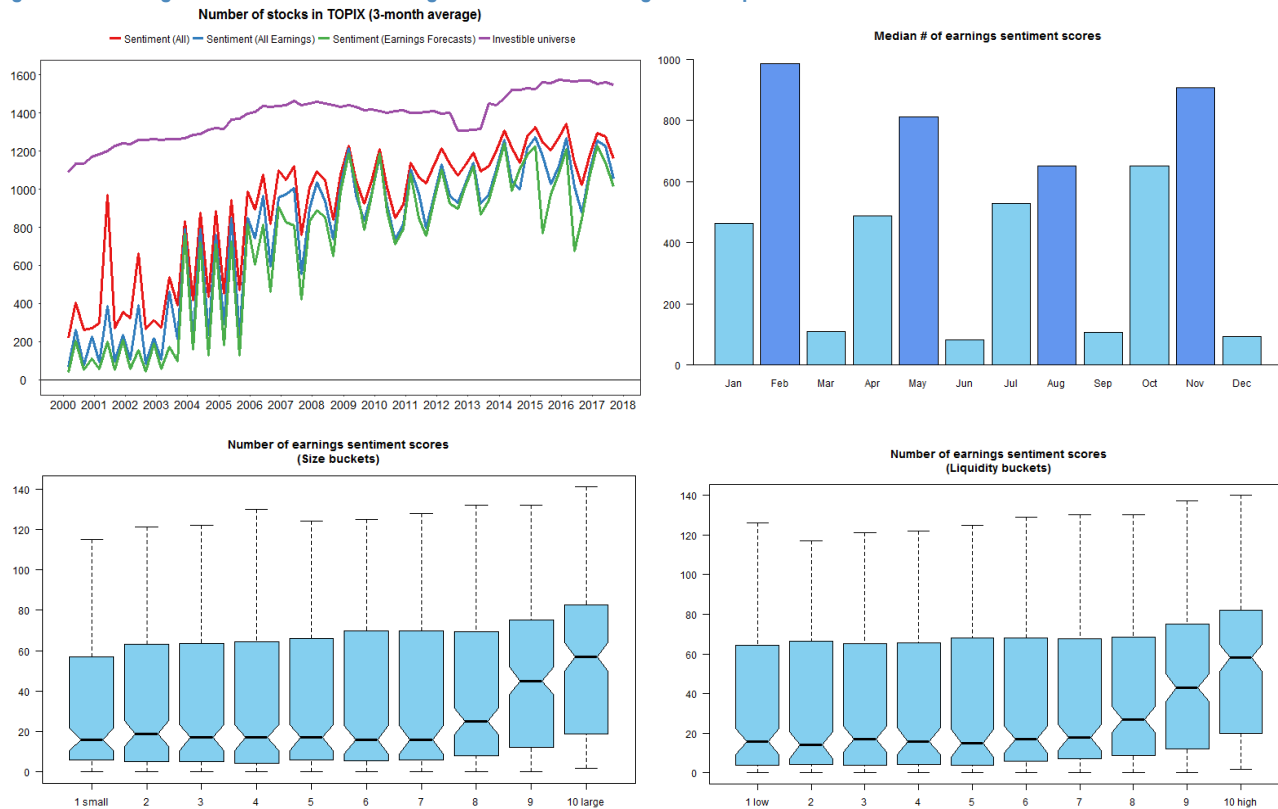 Number of stocks in TOPIX (3-month average)
Sentiment (All) Sentiment (All Earnings) Sentiment (Earnings Forecasts) Investible universe
1600
1400
1200
1000
800
600
400
200
0
2000 2001 2002 2003 2004 2005 2006 2007 2008 2009 2010 2011 2012 2013 2014 2015 2016 2017 2018
Median # of earnings sentiment scores
1000
800
600
400
200
0
Jan Feb Mar Apr May Jun Jul Aug Sep Oct Nov Dec
Number of earnings sentiment scores
(Size buckets)
140
120
100
80
60
40
20
0
1 small 2 3 4 5 6 7 8 9 10 large
Number of earnings sentiment scores
(Liquidity buckets)
140
120
100
80
60
40
20
0
1 low 2 3 4 5 6 7 8 9 10 high